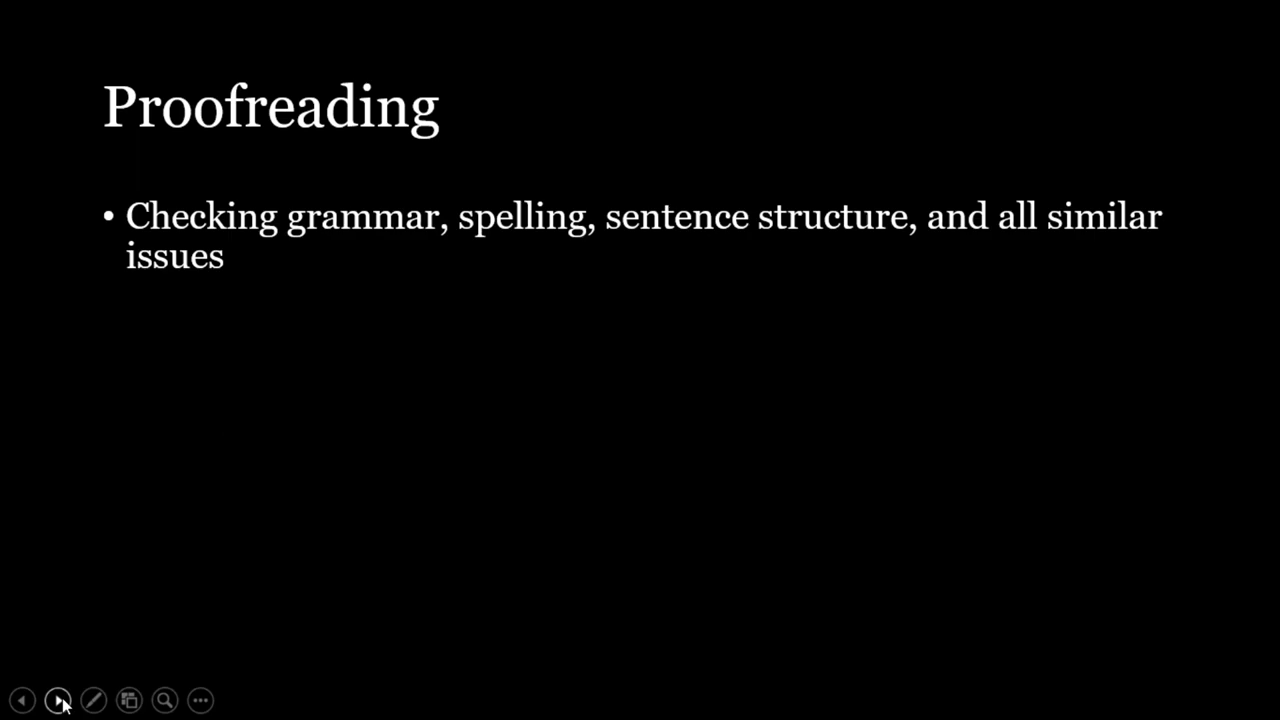 Proofreading
• Checking grammar, spelling, sentence structure, and all similar
issues